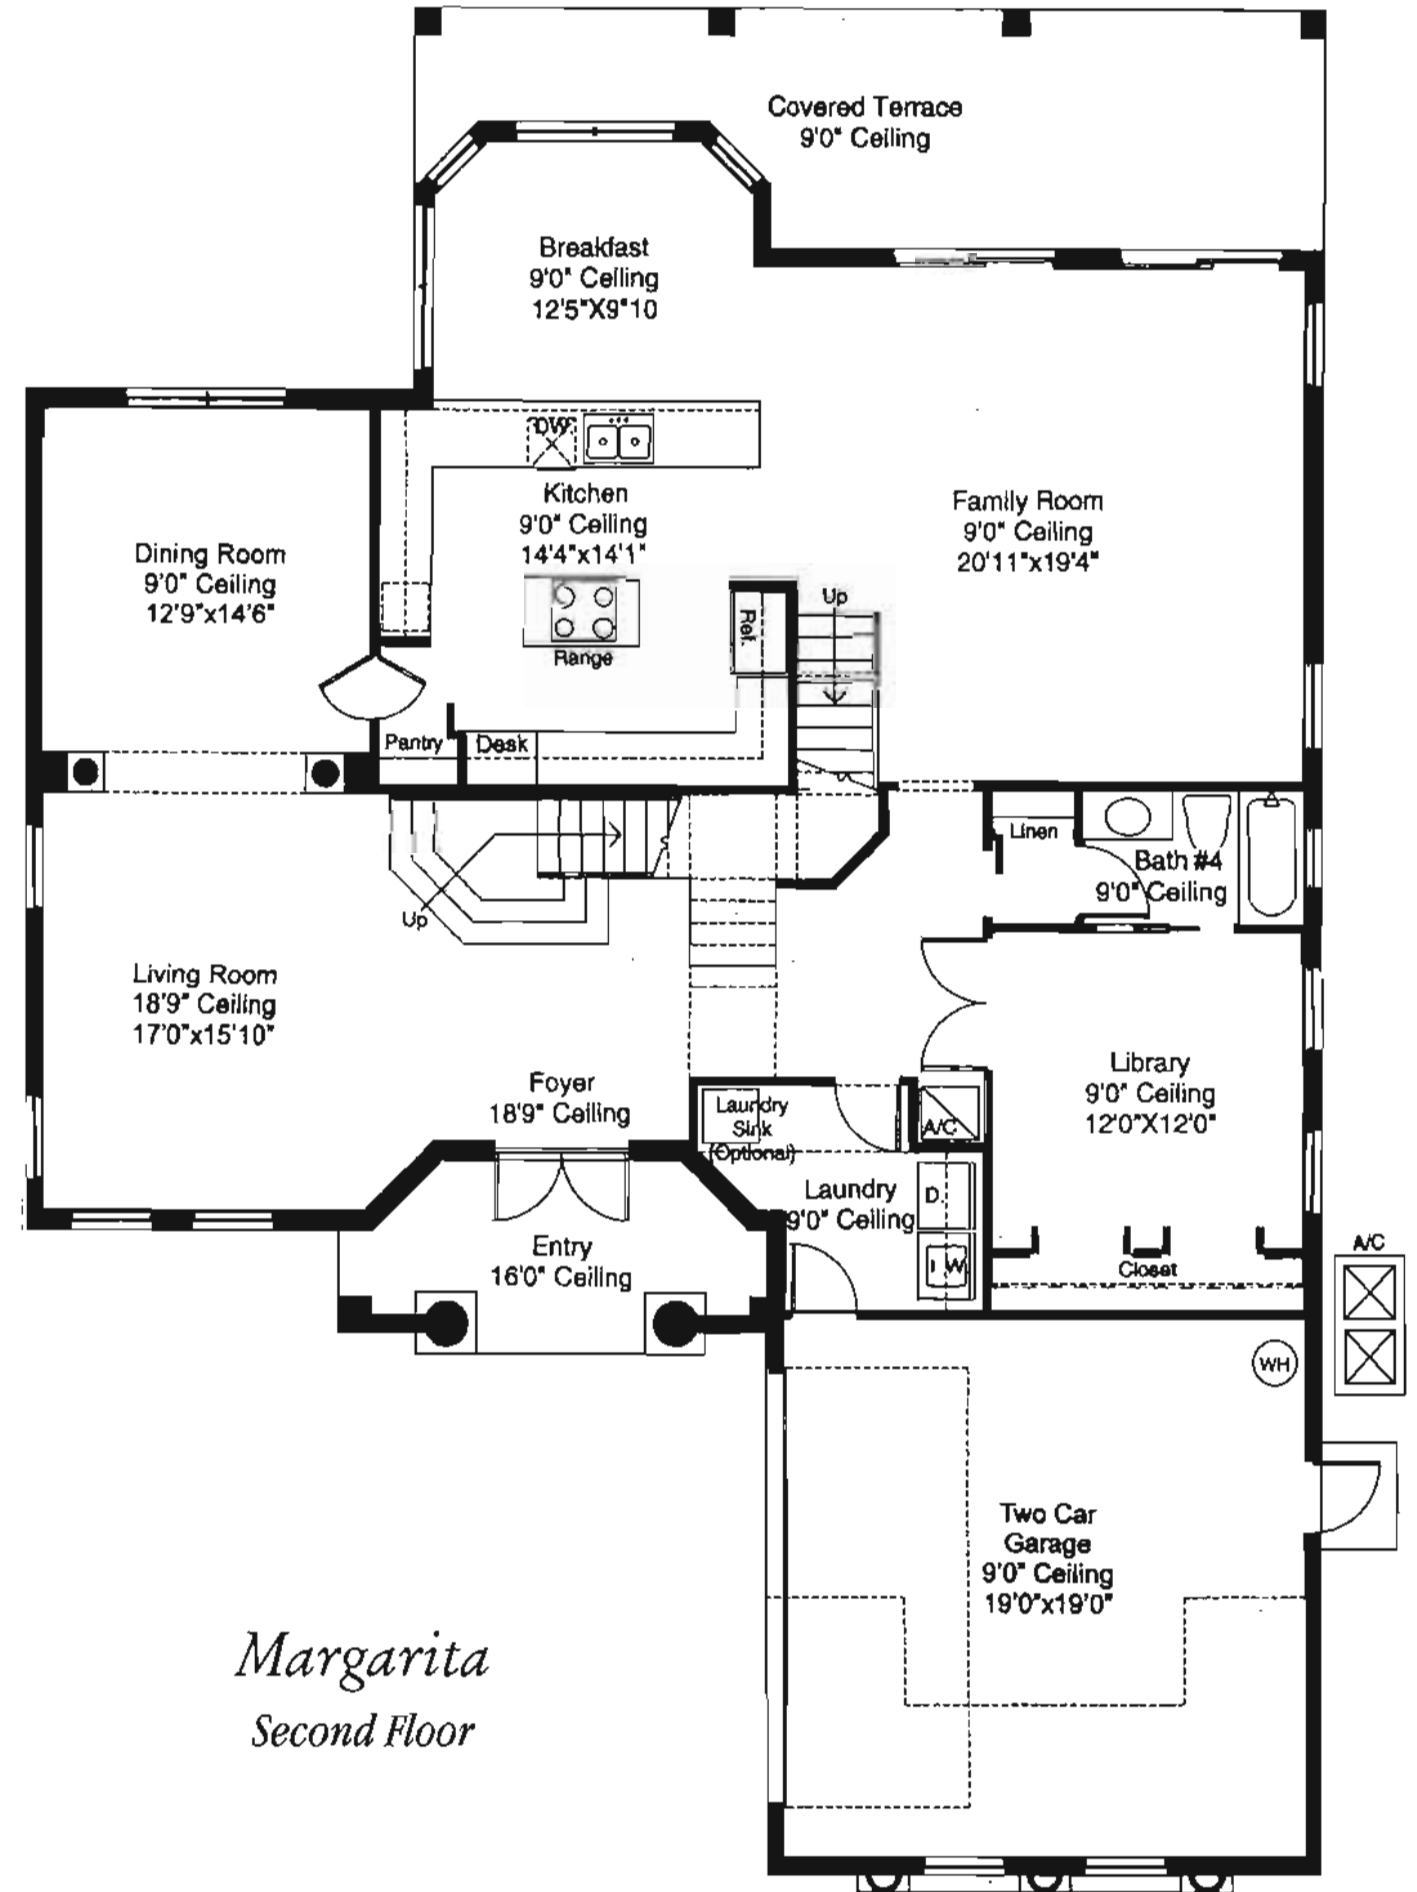 Covered Terrace
9'0" Ceiling
Breakfast
9'0" Ceiling
12'5"X9"10
DW
Kitchen
9'0" Ceiling
14'4"x14'1"
Family Room
9'0" Ceiling
20'11"x19'4"
Dining Room
9'0" Ceiling
12'9"x14'6"
Range
Ref.
Up
Pantry
Desk
Linen
Bath #4
9'0" Ceiling
Up
Living Room
18'9" Ceiling
17'0"x15'10"
Foyer
18'9" Ceiling
Laundry
Sink
(Optional)
A/C
Library
9'0" Ceiling
12'0"X12'0"
Laundry
9'0" Ceiling
D.
W
Entry
16'0" Ceiling
Closet
A/C
WH
Two Car
Garage
9'0" Ceiling
19'0"x19'0"
Margarita
Second Floor